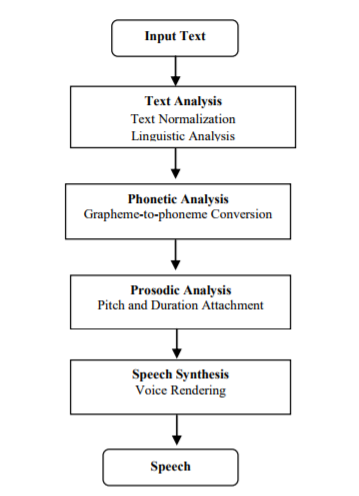 Input Text
Text Analysis
Text Normalization
Linguistic Analysis
Phonetic Analysis
Grapheme-to-phoneme Conversion
Prosodic Analysis
Pitch and Duration Attachment
Speech Synthesis
Voice Rendering
Speech